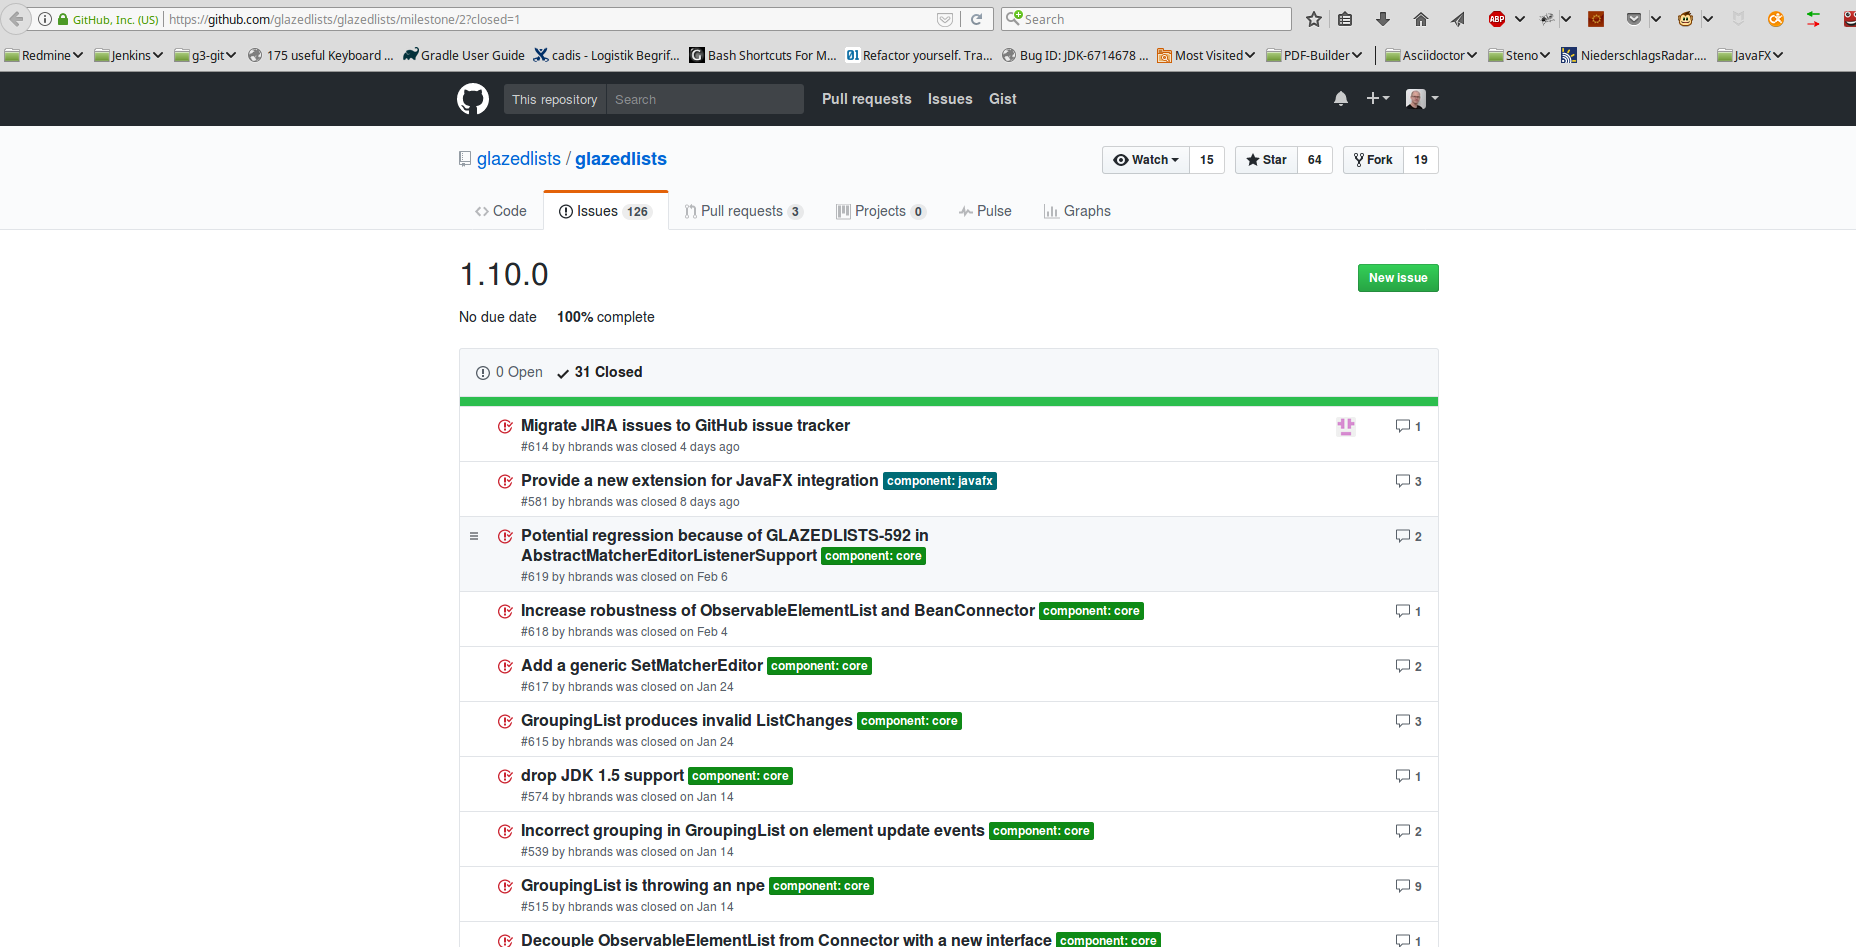 GitHub, Inc. (US) https://github.com/glazedlists/glazedlists/milestone/2?closed=1 Search ABP
Redmine Jenkins g3-git 175 useful Keyboard ... Gradle User Guide cadis - Logistik Begrif... Bash Shortcuts For M... 01 Refactor yourself. Tra... Bug ID: JDK-6714678 ... Most Visited PDF-Builder Asciidoctor Steno NiederschlagsRadar.... JavaFX
This repository Search Pull requests Issues Gist
glazedlists / glazedlists Watch 15 Star 64 Fork 19
Code Issues 126 Pull requests 3 Projects 0 Pulse Graphs
1.10.0 New issue
No due date 100% complete
0 Open 31 Closed
Migrate JIRA issues to GitHub issue tracker 1
#614 by hbrands was closed 4 days ago
Provide a new extension for JavaFX integration component: javafx 3
#581 by hbrands was closed 8 days ago
Potential regression because of GLAZEDLISTS-592 in 2
AbstractMatcherEditorListenerSupport component: core
#619 by hbrands was closed on Feb 6
Increase robustness of ObservableElementList and BeanConnector component: core 1
#618 by hbrands was closed on Feb 4
Add a generic SetMatcherEditor component: core 2
#617 by hbrands was closed on Jan 24
GroupingList produces invalid ListChanges component: core 3
#615 by hbrands was closed on Jan 24
drop JDK 1.5 support component: core 1
#574 by hbrands was closed on Jan 14
Incorrect grouping in GroupingList on element update events component: core 2
#539 by hbrands was closed on Jan 14
GroupingList is throwing an npe component: core 9
#515 by hbrands was closed on Jan 14
Decouple ObservableElementList from Connector with a new interface component: core 1